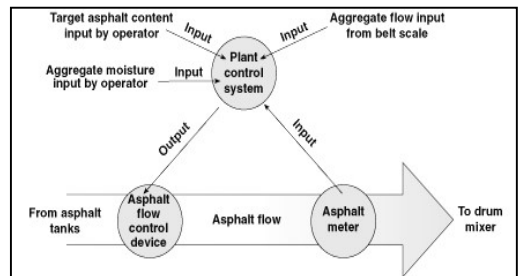 Target asphalt content
input by operator
Input
Input
Aggregate flow input
from belt scale
Aggregate moisture
input by operator
Input
Plant
control
system
Output
Input
From asphalt
tanks
Asphalt
flow
control
device
Asphalt flow
Asphalt
meter
To drum
mixer